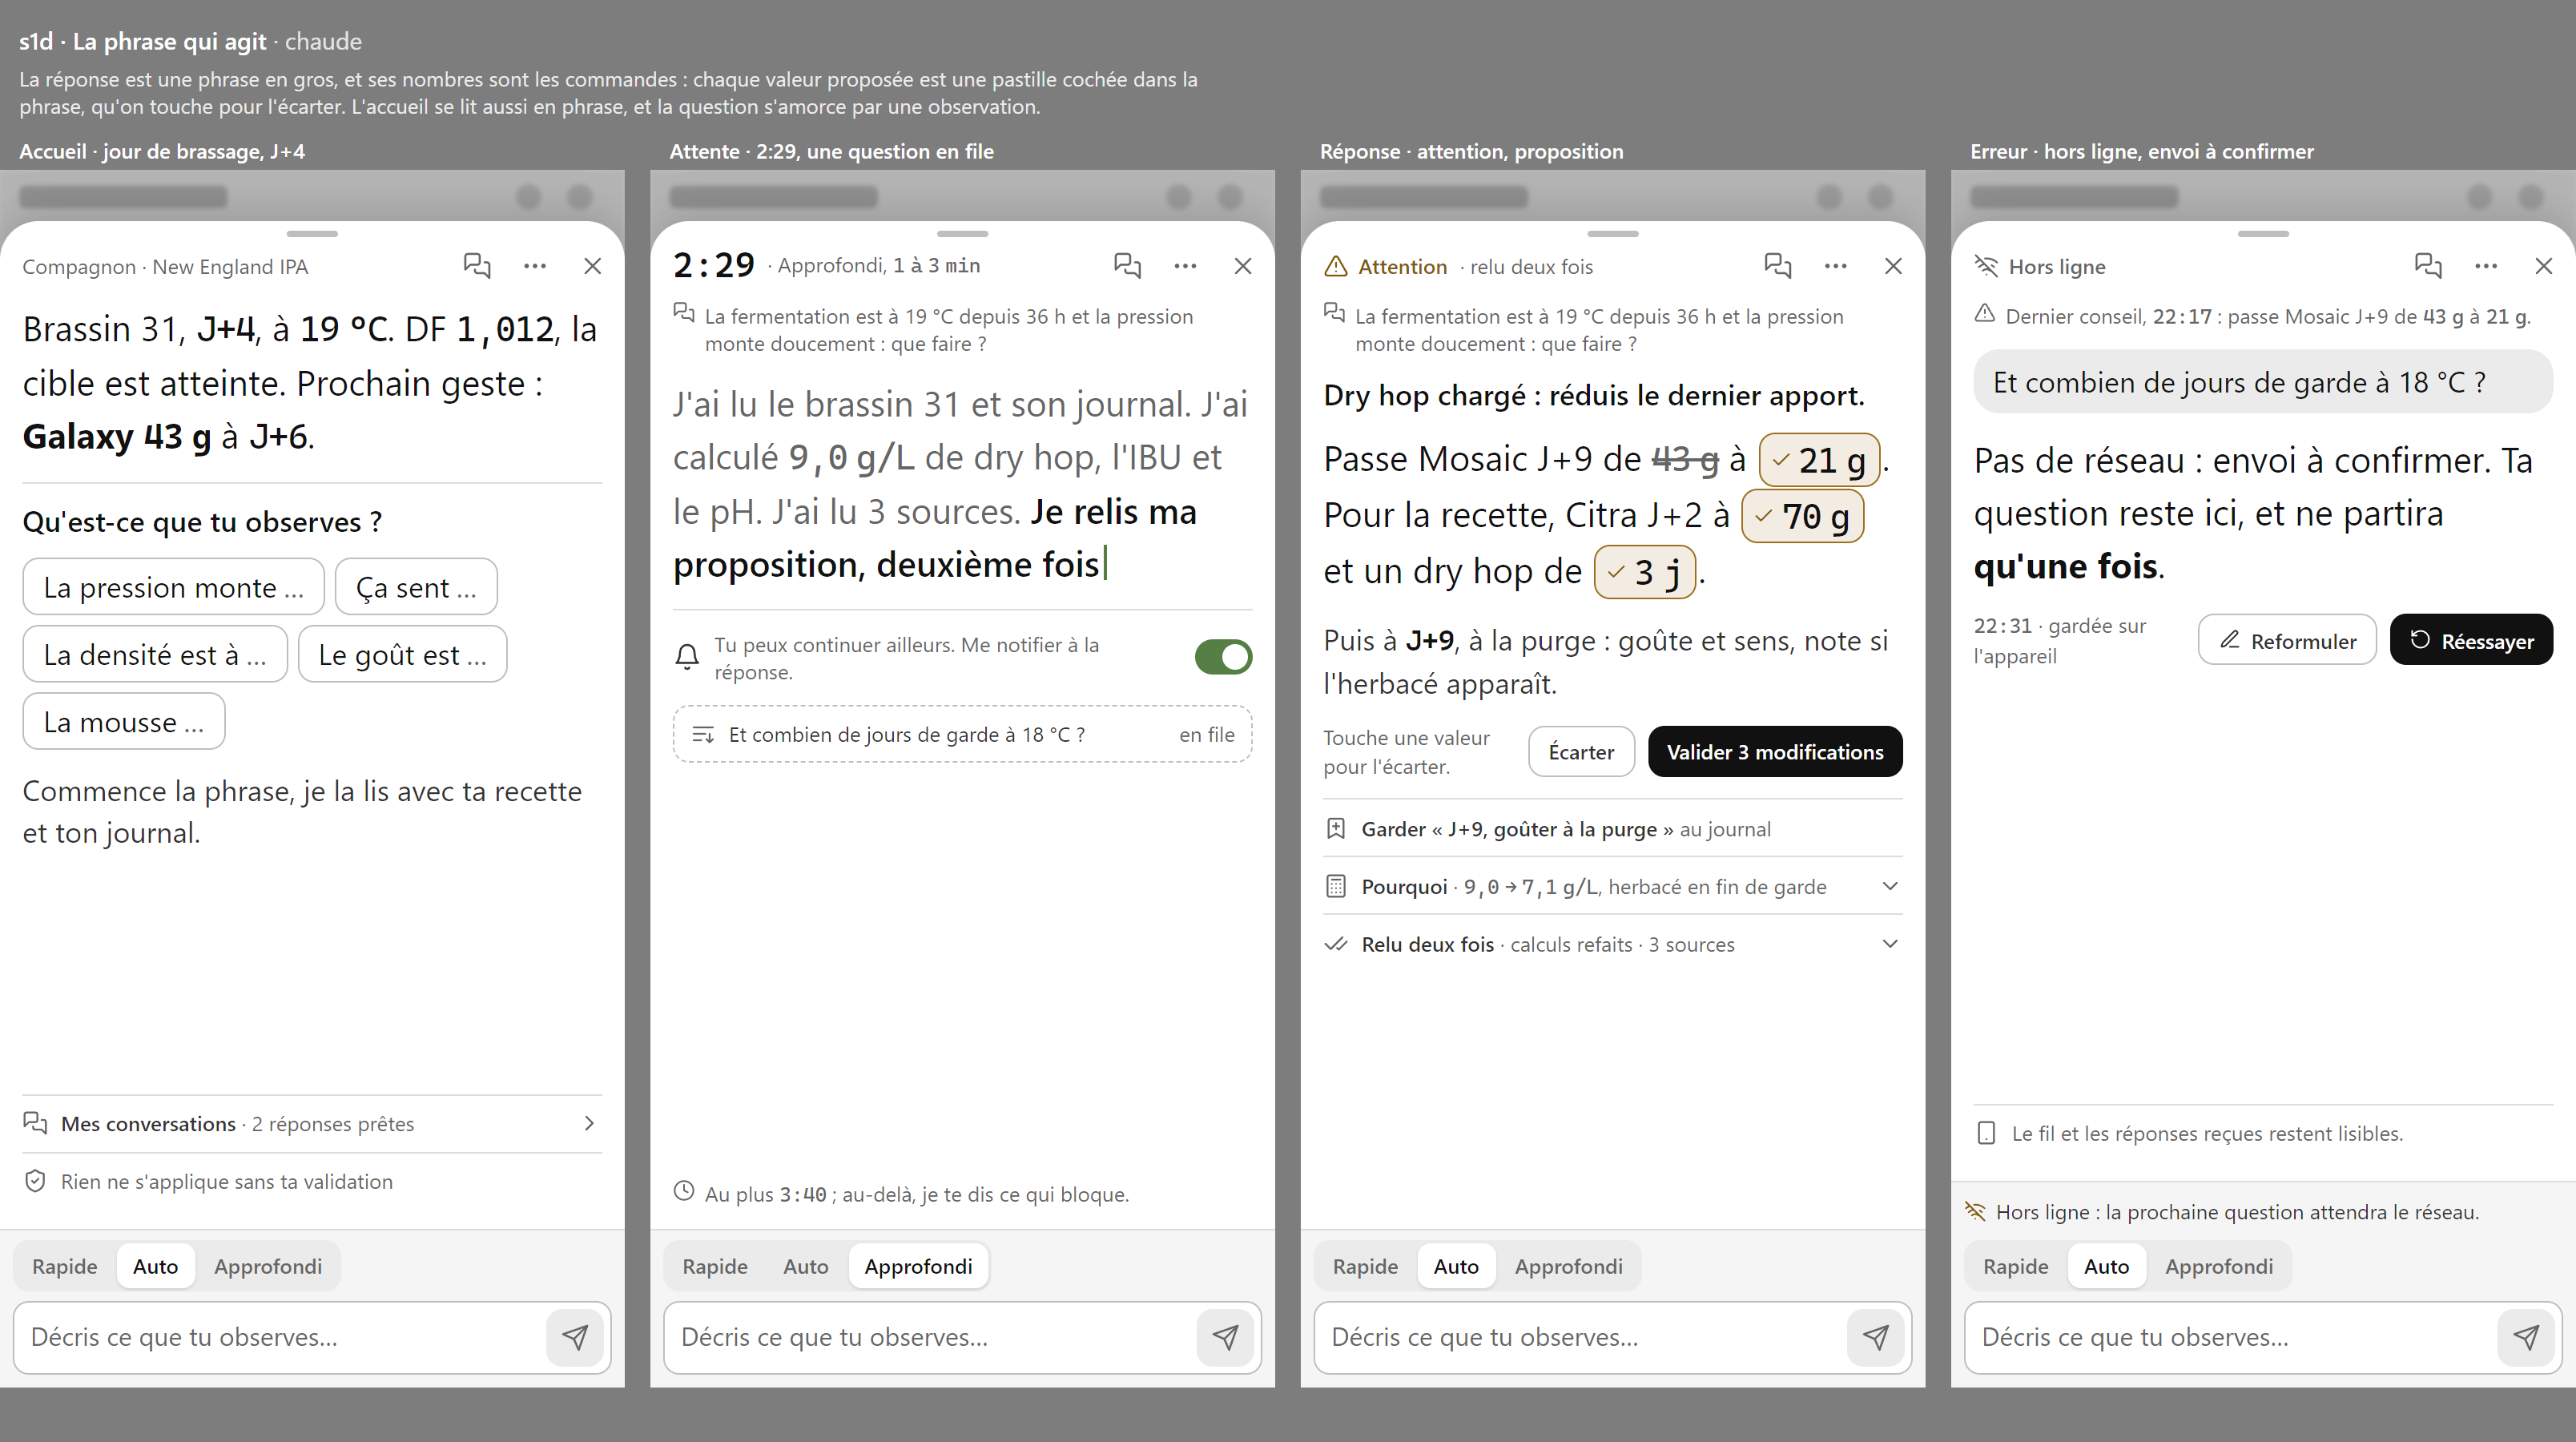 s1d · La phrase qui agit · chaude
La réponse est une phrase en gros, et ses nombres sont les commandes : chaque valeur proposée est une pastille cochée dans la
phrase, qu'on touche pour l'écarter. L'accueil se lit aussi en phrase, et la question s'amorce par une observation.
Accueil · jour de brassage, J+4
Compagnon · New England IPA
Brassin 31, J+4, à 19 °C. DF 1,012, la
cible est atteinte. Prochain geste :
Galaxy 43 g à J+6.
Qu'est-ce que tu observes ?
La pression monte ...
Ça sent ...
La densité est à ...
Le goût est ...
La mousse ...
Commence la phrase, je la lis avec ta recette
et ton journal.
Mes conversations · 2 réponses prêtes
Rien ne s'applique sans ta validation
Rapide
Auto
Approfondi
Décris ce que tu observes...
Attente · 2:29, une question en file
2:29 · Approfondi, 1 à 3 min
La fermentation est à 19 °C depuis 36 h et la pression
monte doucement : que faire ?
J'ai lu le brassin 31 et son journal. J'ai
calculé 9,0 g/L de dry hop, l'IBU et
le pH. J'ai lu 3 sources. Je relis ma
proposition, deuxième fois
Tu peux continuer ailleurs. Me notifier à la
réponse.
Et combien de jours de garde à 18 °C ?
en file
Au plus 3:40 ; au-delà, je te dis ce qui bloque.
Rapide
Auto
Approfondi
Décris ce que tu observes...
Réponse · attention, proposition
Attention · relu deux fois
La fermentation est à 19 °C depuis 36 h et la pression
monte doucement : que faire ?
Dry hop chargé : réduis le dernier apport.
Passe Mosaic J+9 de 43 g à 21 g.
Pour la recette, Citra J+2 à 70 g
et un dry hop de 3 j.
Puis à J+9, à la purge : goûte et sens, note si
l'herbacé apparaît.
Touche une valeur
pour l'écarter.
Écarter
Valider 3 modifications
Garder « J+9, goûter à la purge » au journal
Pourquoi · 9,0 → 7,1 g/L, herbacé en fin de garde
Relu deux fois · calculs refaits · 3 sources
Rapide
Auto
Approfondi
Décris ce que tu observes...
Erreur · hors ligne, envoi à confirmer
Hors ligne
Dernier conseil, 22:17 : passe Mosaic J+9 de 43 g à 21 g.
Et combien de jours de garde à 18 °C ?
Pas de réseau : envoi à confirmer. Ta
question reste ici, et ne partira
qu'une fois.
22:31 · gardée sur
l'appareil
Reformuler
Réessayer
Le fil et les réponses reçues restent lisibles.
Hors ligne : la prochaine question attendra le réseau.
Rapide
Auto
Approfondi
Décris ce que tu observes...